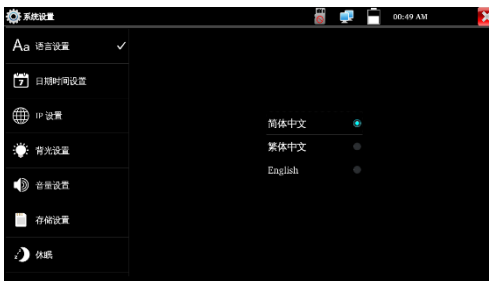 系统设置
00:49 AM
Aa 语言设置
7 日期时间设置
IP 设置
背光设置
音量设置
存储设置
休眠
简体中文
繁体中文
English